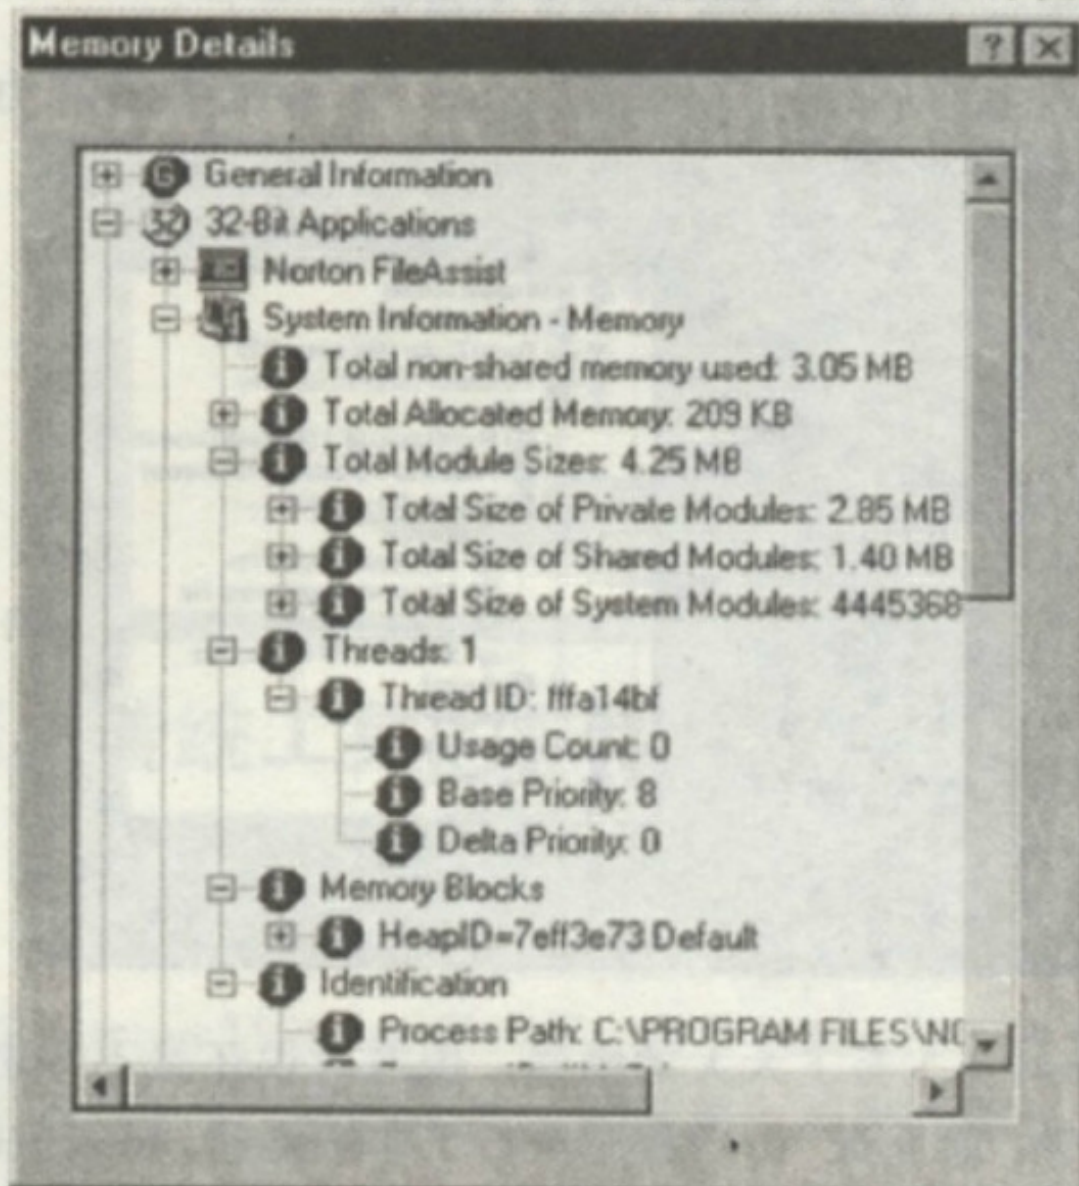 Memory Details
General Information
32-Bit Applications
Norton FileAssist
System Information - Memory
Total non-shared memory used: 3.05 MB
Total Allocated Memory: 209 KB
Total Module Sizes: 4.25 MB
Total Size of Private Modules: 2.85 MB
Total Size of Shared Modules: 1.40 MB
Total Size of System Modules: 4445368
Threads: 1
Thread ID: fffa14bf
Usage Count: 0
Base Priority: 8
Delta Priority: 0
Memory Blocks
HeapID=7eff3e73 Default
Identification
Process Path: C:\PROGRAM FILES\NO